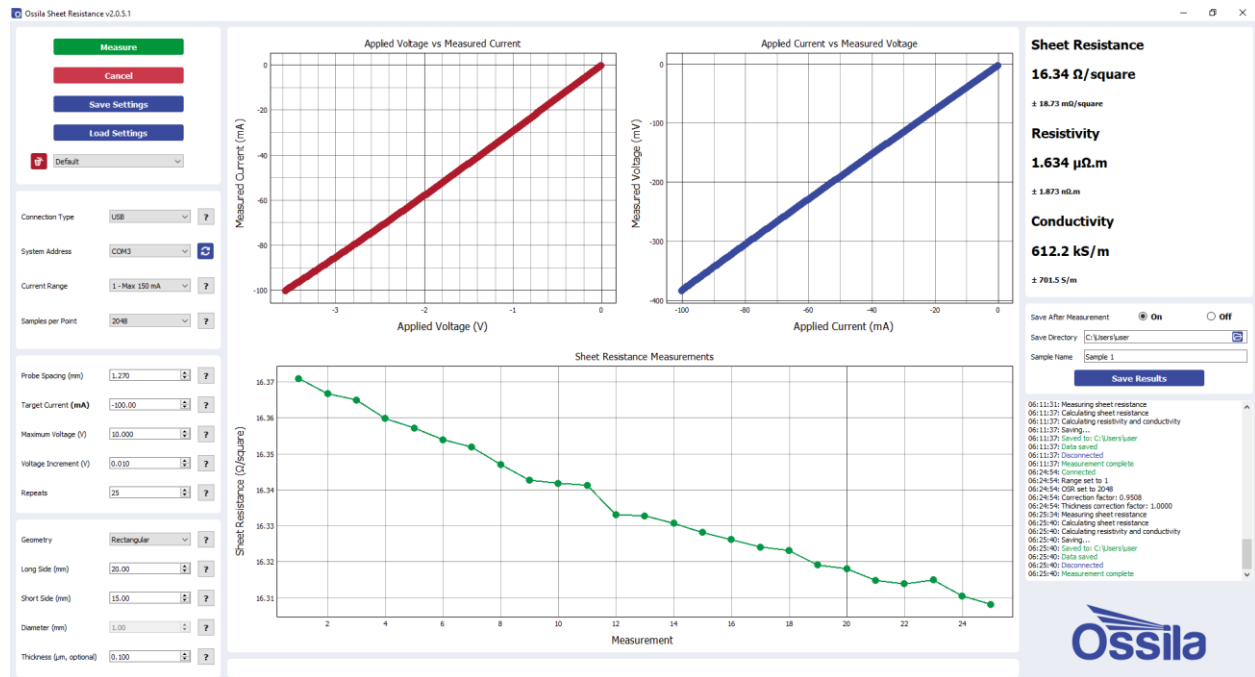 Ossila Sheet Resistance v2.0.5.1
Measure
Cancel
Save Settings
Load Settings
Default
Connection Type USB ?
System Address COM3
Current Range 1 - Max 150 mA ?
Samples per Point 2048 ?
Probe Spacing (mm) 1.270 ?
Target Current (mA) -100.00 ?
Maximum Voltage (V) 10.000 ?
Voltage Increment (V) 0.010 ?
Repeats 25 ?
Geometry Rectangular ?
Long Side (mm) 20.00 ?
Short Side (mm) 15.00 ?
Diameter (mm) 1.00 ?
Thickness (μm, optional) 0.100 ?
Applied Voltage vs Measured Current
Measured Current (mA)
0
-20
-40
-60
-80
-100
-3 -2 -1 0
Applied Voltage (V)
Applied Current vs Measured Voltage
Measured Voltage (mV)
0
-100
-200
-300
-400
-100 -80 -60 -40 -20 0
Applied Current (mA)
Sheet Resistance Measurements
Sheet Resistance (Ω/square)
16.37
16.36
16.35
16.34
16.33
16.32
16.31
2 4 6 8 10 12 14 16 18 20 22 24
Measurement
Sheet Resistance
16.34 Ω/square
± 18.73 mΩ/square
Resistivity
1.634 μΩ.m
± 1.873 nΩ.m
Conductivity
612.2 kS/m
± 701.5 S/m
Save After Measurement On Off
Save Directory C:\Users\user
Sample Name Sample 1
Save Results
06:11:31: Measuring sheet resistance
06:11:37: Calculating sheet resistance
06:11:37: Calculating resistivity and conductivity
06:11:37: Saving...
06:11:37: Saved to: C:\Users\user
06:11:37: Data saved
06:11:37: Disconnected
06:11:37: Measurement complete
06:24:54: Connected
06:24:54: Range set to 1
06:24:54: OSR set to 2048
06:24:54: Correction factor: 0.9508
06:24:54: Thickness correction factor: 1.0000
06:25:34: Measuring sheet resistance
06:25:40: Calculating sheet resistance
06:25:40: Calculating resistivity and conductivity
06:25:40: Saving...
06:25:40: Saved to: C:\Users\user
06:25:40: Data saved
06:25:40: Disconnected
06:25:40: Measurement complete
Ossila